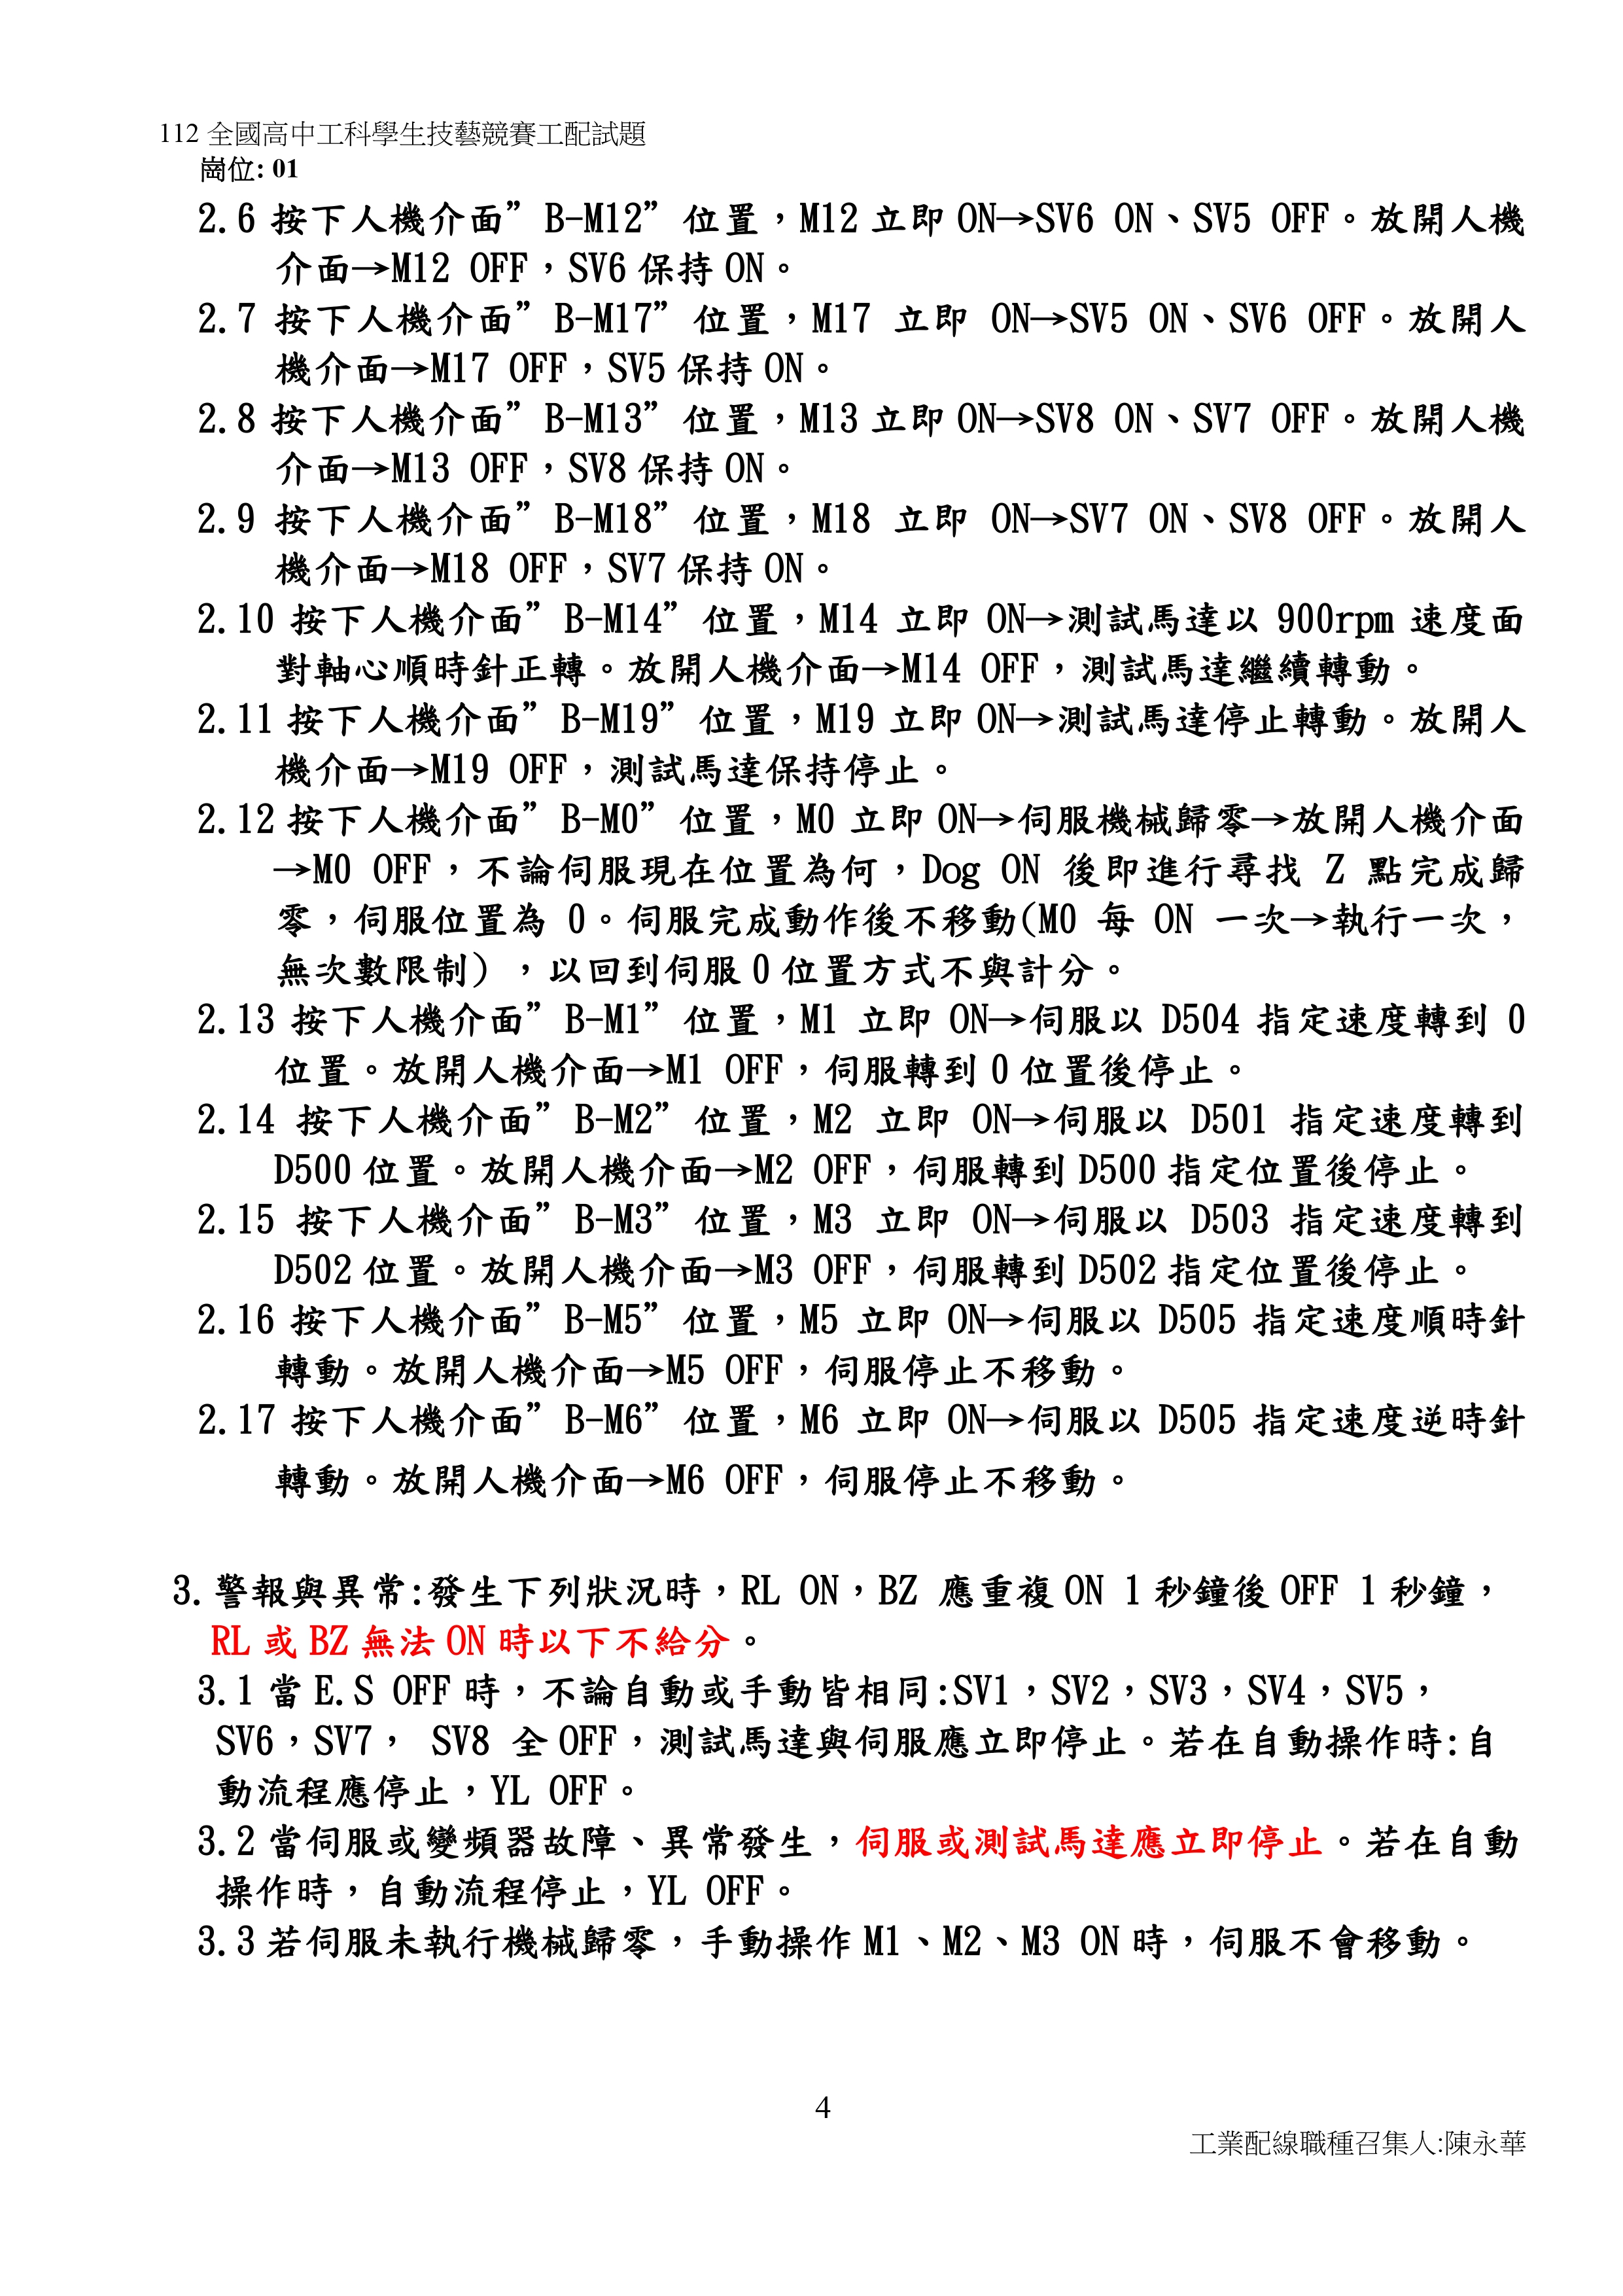 112 全國高中工科學生技藝競賽工配試題
崗位: 01
2.6 按下人機介面”B-M12”位置，M12 立即 ON→SV6 ON、SV5 OFF。放開人機
介面→M12 OFF，SV6 保持 ON。
2.7 按下人機介面”B-M17”位置，M17 立即 ON→SV5 ON、SV6 OFF。放開人
機介面→M17 OFF，SV5 保持 ON。
2.8 按下人機介面”B-M13”位置，M13 立即 ON→SV8 ON、SV7 OFF。放開人機
介面→M13 OFF，SV8 保持 ON。
2.9 按下人機介面”B-M18”位置，M18 立即 ON→SV7 ON、SV8 OFF。放開人
機介面→M18 OFF，SV7 保持 ON。
2.10 按下人機介面”B-M14”位置，M14 立即 ON→測試馬達以 900rpm 速度面
對軸心順時針正轉。放開人機介面→M14 OFF，測試馬達繼續轉動。
2.11 按下人機介面”B-M19”位置，M19 立即 ON→測試馬達停止轉動。放開人
機介面→M19 OFF，測試馬達保持停止。
2.12 按下人機介面”B-M0”位置，M0 立即 ON→伺服機械歸零→放開人機介面
→M0 OFF，不論伺服現在位置為何，Dog ON 後即進行尋找 Z 點完成歸
零，伺服位置為 0。伺服完成動作後不移動(M0 每 ON 一次→執行一次，
無次數限制)，以回到伺服 0 位置方式不與計分。
2.13 按下人機介面”B-M1”位置，M1 立即 ON→伺服以 D504 指定速度轉到 0
位置。放開人機介面→M1 OFF，伺服轉到 0 位置後停止。
2.14 按下人機介面”B-M2”位置，M2 立即 ON→伺服以 D501 指定速度轉到
D500 位置。放開人機介面→M2 OFF，伺服轉到 D500 指定位置後停止。
2.15 按下人機介面”B-M3”位置，M3 立即 ON→伺服以 D503 指定速度轉到
D502 位置。放開人機介面→M3 OFF，伺服轉到 D502 指定位置後停止。
2.16 按下人機介面”B-M5”位置，M5 立即 ON→伺服以 D505 指定速度順時針
轉動。放開人機介面→M5 OFF，伺服停止不移動。
2.17 按下人機介面”B-M6”位置，M6 立即 ON→伺服以 D505 指定速度逆時針
轉動。放開人機介面→M6 OFF，伺服停止不移動。
3. 警報與異常:發生下列狀況時，RL ON，BZ 應重複 ON 1 秒鐘後 OFF 1 秒鐘，
RL 或 BZ 無法 ON 時以下不給分。
3.1 當 E.S OFF 時，不論自動或手動皆相同:SV1，SV2，SV3，SV4，SV5，
SV6，SV7， SV8 全 OFF，測試馬達與伺服應立即停止。若在自動操作時:自
動流程應停止，YL OFF。
3.2 當伺服或變頻器故障、異常發生，伺服或測試馬達應立即停止。若在自動
操作時，自動流程停止，YL OFF。
3.3 若伺服未執行機械歸零，手動操作 M1、M2、M3 ON 時，伺服不會移動。
4
工業配線職種召集人:陳永華